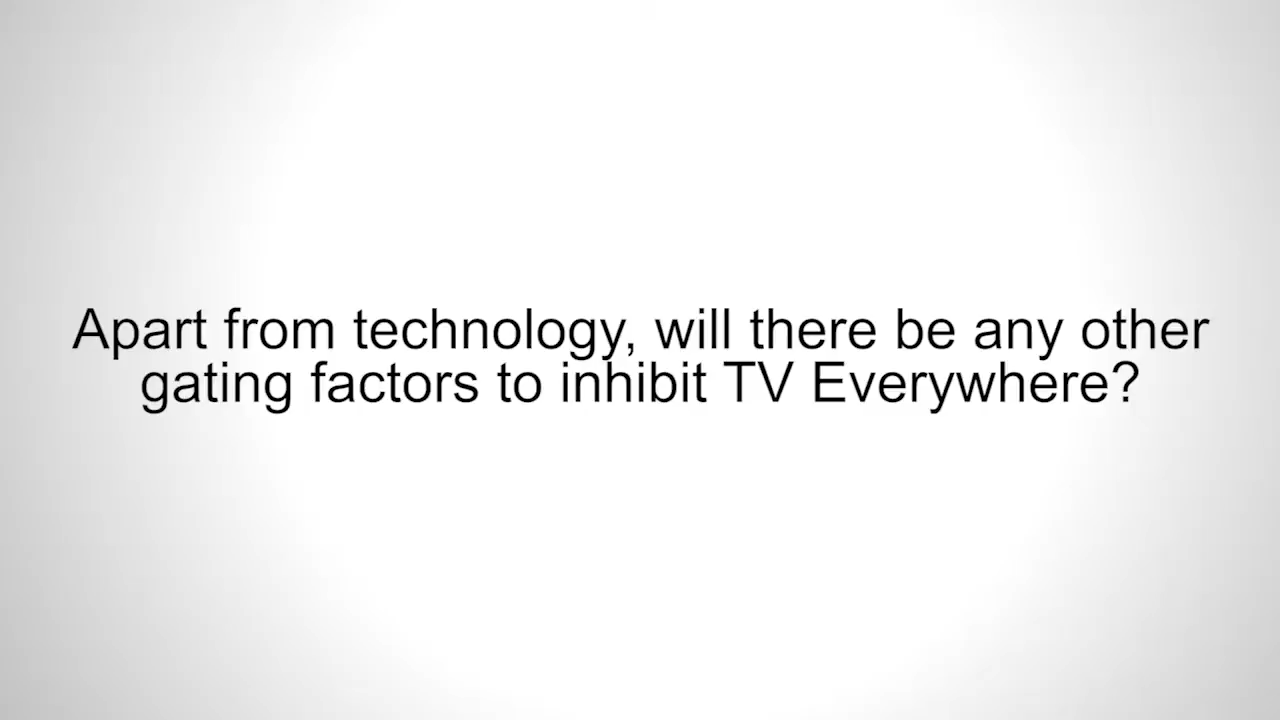 Apart from technology, will there be any other
gating factors to inhibit TV Everywhere?